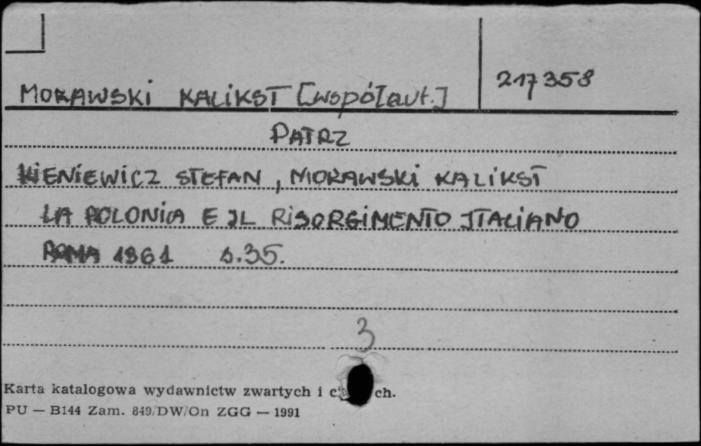 217358
MORAWSKI KALIKST [współaut.]
PATRZ
KIENIEWICZ STEFAN, MORAWSKI KALIKST
LA POLONIA E IL RISORGIMENTO ITALIANO
ROMA 1961 s.35.
3
Karta katalogowa wydawnictw zwartych i ch.
PU — B144 Zam. 849/DW/On ZGG — 1991